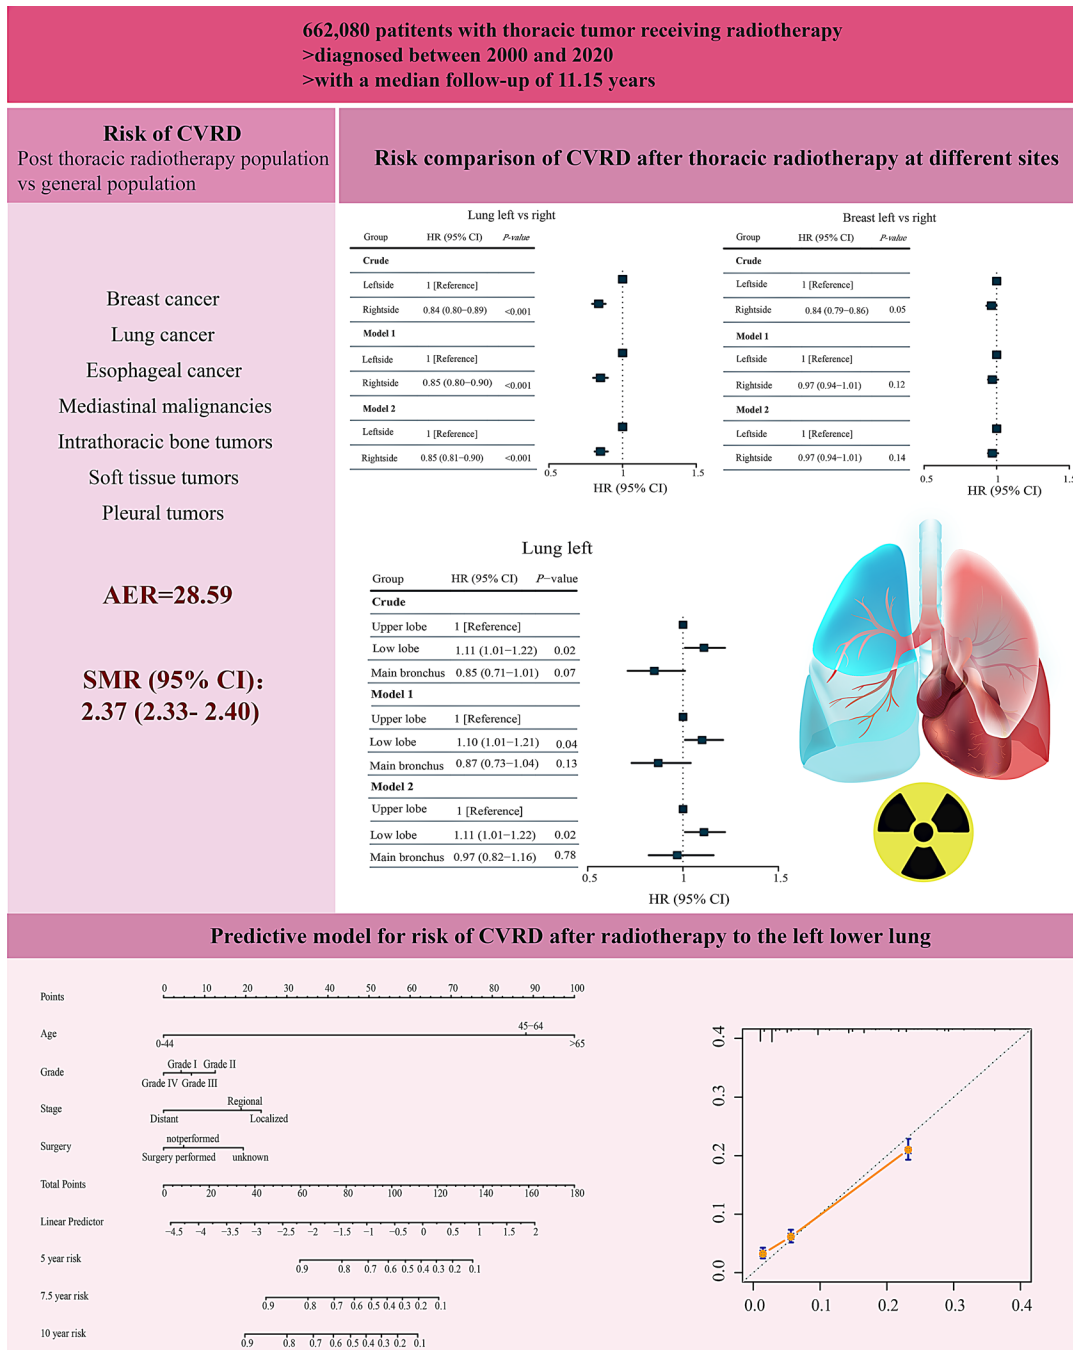 662,080 patitents with thoracic tumor receiving radiotherapy
>diagnosed between 2000 and 2020
>with a median follow-up of 11.15 years
Risk of CVRD
Post thoracic radiotherapy population
vs general population
Breast cancer
Lung cancer
Esophageal cancer
Mediastinal malignancies
Intrathoracic bone tumors
Soft tissue tumors
Pleural tumors
AER=28.59
SMR (95% CI):
2.37 (2.33- 2.40)
Risk comparison of CVRD after thoracic radiotherapy at different sites
Lung left vs right
Group HR (95% CI) P-value
Crude
Leftside 1 [Reference]
Rightside 0.84 (0.80−0.89) <0.001
Model 1
Leftside 1 [Reference]
Rightside 0.85 (0.80−0.90) <0.001
Model 2
Leftside 1 [Reference]
Rightside 0.85 (0.81−0.90) <0.001
0.5 1 1.5
HR (95% CI)
Breast left vs right
Group HR (95% CI) P-value
Crude
Leftside 1 [Reference]
Rightside 0.84 (0.79−0.86) 0.05
Model 1
Leftside 1 [Reference]
Rightside 0.97 (0.94−1.01) 0.12
Model 2
Leftside 1 [Reference]
Rightside 0.97 (0.94−1.01) 0.14
0.5 1 1.5
HR (95% CI)
Lung left
Group HR (95% CI) P−value
Crude
Upper lobe 1 [Reference]
Low lobe 1.11 (1.01−1.22) 0.02
Main bronchus 0.85 (0.71−1.01) 0.07
Model 1
Upper lobe 1 [Reference]
Low lobe 1.10 (1.01−1.21) 0.04
Main bronchus 0.87 (0.73−1.04) 0.13
Model 2
Upper lobe 1 [Reference]
Low lobe 1.11 (1.01−1.22) 0.02
Main bronchus 0.97 (0.82−1.16) 0.78
0.5 1 1.5
HR (95% CI)
Predictive model for risk of CVRD after radiotherapy to the left lower lung
Points 0 10 20 30 40 50 60 70 80 90 100
45−64
Age
0-44 >65
Grade I Grade II
Grade
Grade IV Grade III
Regional
Stage
Distant Localized
notperformed
Surgery
Surgery performed unknown
Total Points 0 20 40 60 80 100 120 140 160 180
Linear Predictor −4.5 −4 −3.5 −3 −2.5 −2 −1.5 −1 −0.5 0 0.5 1 1.5 2
5 year risk 0.9 0.8 0.7 0.6 0.5 0.4 0.3 0.2 0.1
7.5 year risk 0.9 0.8 0.7 0.6 0.5 0.4 0.3 0.2 0.1
10 year risk 0.9 0.8 0.7 0.6 0.5 0.4 0.3 0.2 0.1
0.4
0.3
0.2
0.1
0.0
0.0 0.1 0.2 0.3 0.4